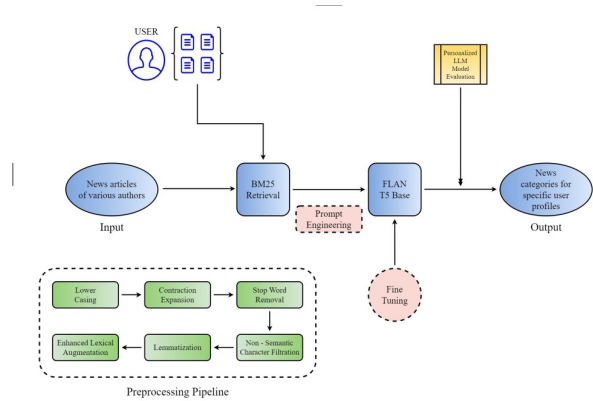 USER
Personalized
LLM
Model
Evaluation
News articles
of various authors
Input
BM25
Retrieval
Prompt
Engineering
FLAN
T5 Base
News
categories for
specific user
profiles
Output
Fine
Tuning
Lower
Casing
Contraction
Expansion
Stop Word
Removal
Enhanced Lexical
Augmentation
Lemmatization
Non - Semantic
Character Filtration
Preprocessing Pipeline